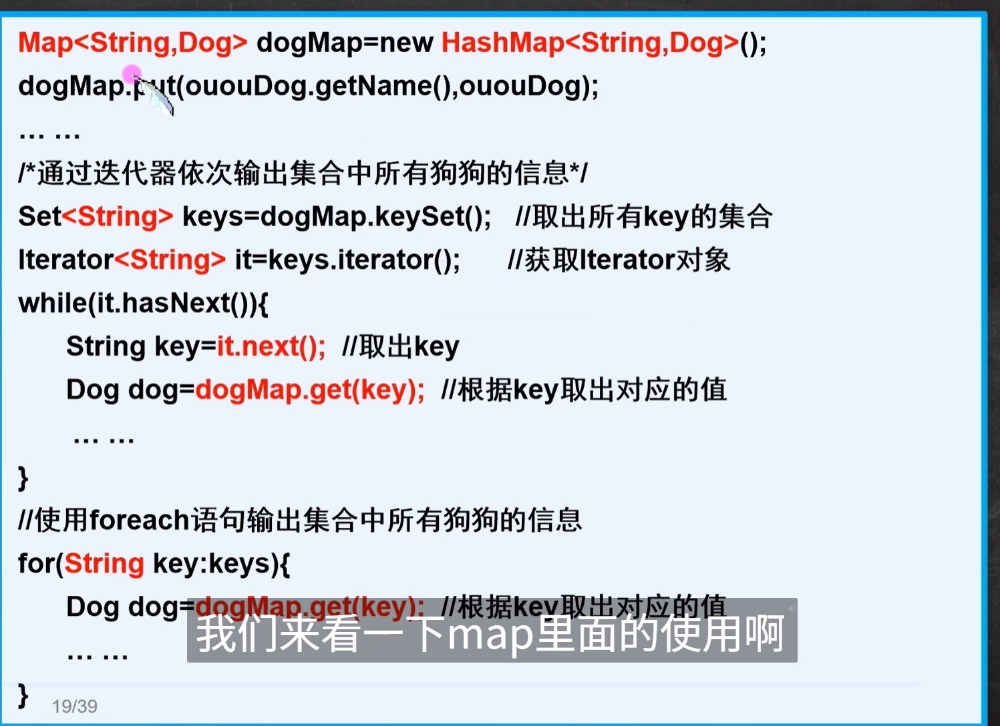 Map<String,Dog> dogMap=new HashMap<String,Dog>();
dogMap.put(ououDog.getName(),ououDog);
… …
/*通过迭代器依次输出集合中所有狗狗的信息*/
Set<String> keys=dogMap.keySet();   //取出所有key的集合
Iterator<String> it=keys.iterator();      //获取Iterator对象
while(it.hasNext()){
String key=it.next();  //取出key
Dog dog=dogMap.get(key);  //根据key取出对应的值
… …
}
//使用foreach语句输出集合中所有狗狗的信息
for(String key:keys){
Dog dog=dogMap.get(key);  //根据key取出对应的值
AI
我们来看一下map里面的使用啊
… …
}
19/39